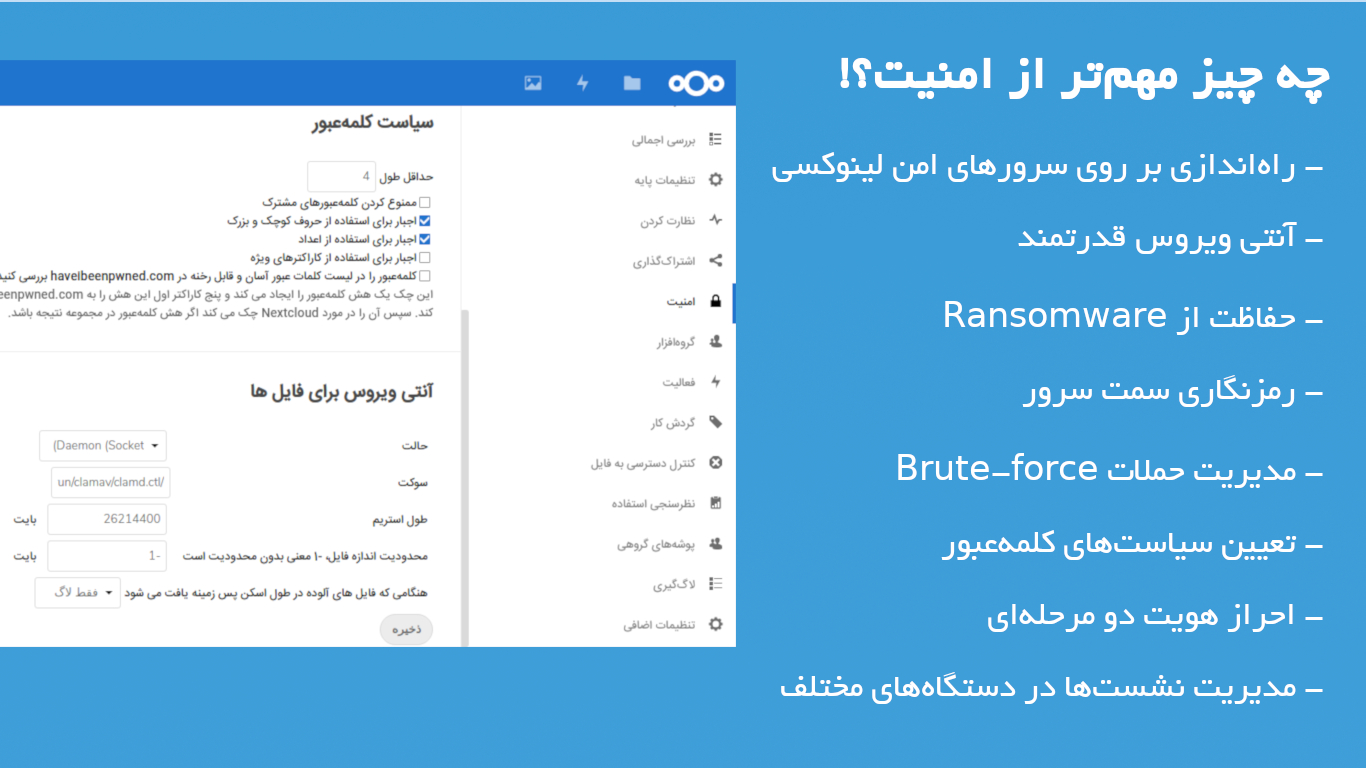 چه چیز مهم‌تر از امنیت؟!
– راه‌اندازی بر روی سرورهای امن لینوکسی
– آنتی ویروس قدرتمند
– حفاظت از Ransomware
– رمزنگاری سمت سرور
– مدیریت حملات Brute-force
– تعیین سیاست‌های کلمه‌عبور
– احراز هویت دو مرحله‌ای
– مدیریت نشست‌ها در دستگاه‌های مختلف
بررسی اجمالی
تنظیمات پایه
نظارت کردن
اشتراک‌گذاری
امنیت
گروه‌افزار
فعالیت
گردش کار
کنترل دسترسی به فایل
نظرسنجی استفاده
پوشه‌های گروهی
لاگ‌گیری
تنظیمات اضافی
سیاست کلمه‌عبور
حداقل طول 4
ممنوع کردن کلمه‌عبورهای مشترک
اجبار برای استفاده از حروف کوچک و بزرک
اجبار برای استفاده از اعداد
اجبار برای استفاده از کاراکترهای ویژه
کلمه‌عبور را در لیست کلمات عبور آسان و قابل رخنه در haveibeenpwned.com بررسی کنید
این چک یک هش کلمه‌عبور را ایجاد می کند و پنج کاراکتر اول این هش را به eenpwned.com
کند. سپس آن را در مورد Nextcloud چک می کند اگر هش کلمه‌عبور در مجموعه نتیجه باشد.
آنتی ویروس برای فایل ها
حالت (Daemon (Socket
سوکت un/clamav/clamd.ctl/
طول استریم 26214400 بایت
محدودیت اندازه فایل، -۱ معنی بدون محدودیت است 1- بایت
هنگامی که فایل های آلوده در طول اسکن پس زمینه یافت می شود فقط لاگ
ذخیره